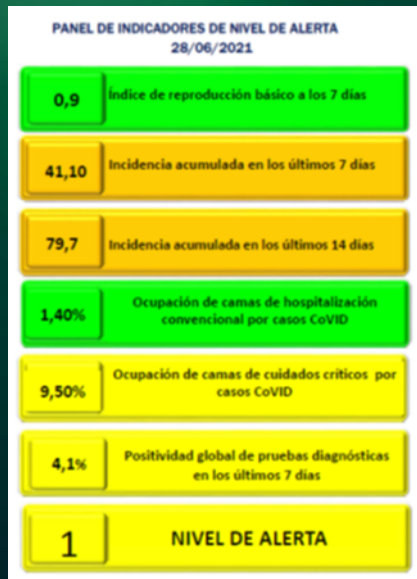 PANEL DE INDICADORES DE NIVEL DE ALERTA
28/06/2021
0,9
Índice de reproducción básico a los 7 días
41,10
Incidencia acumulada en los últimos 7 días
79,7
Incidencia acumulada en los últimos 14 días
1,40%
Ocupación de camas de hospitalización
convencional por casos CoVID
9,50%
Ocupación de camas de cuidados críticos por
casos CoVID
4,1%
Positividad global de pruebas diagnósticas
en los últimos 7 días
1
NIVEL DE ALERTA